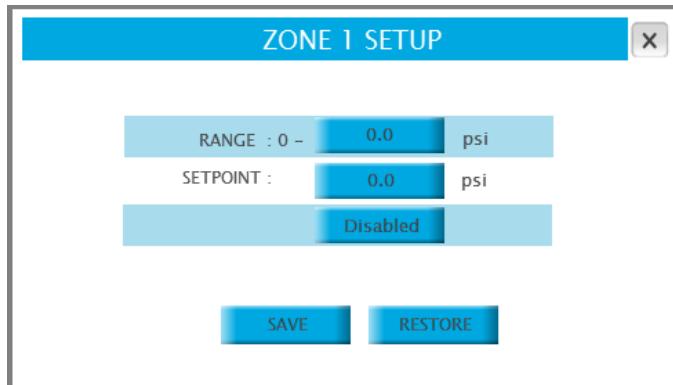 ZONE 1 SETUP X
RANGE : 0 – 0.0 psi
SETPOINT : 0.0 psi
Disabled
SAVE RESTORE